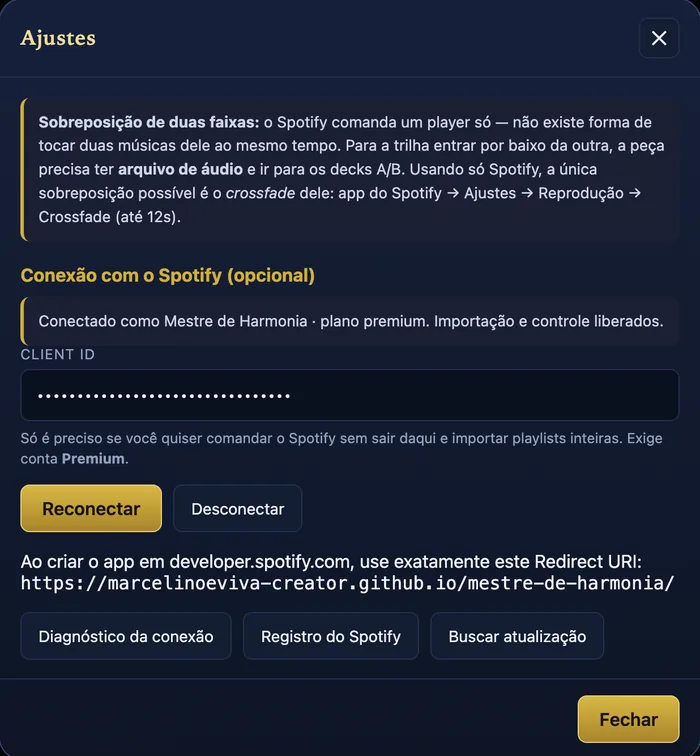 Ajustes
Sobreposição de duas faixas: o Spotify comanda um player só — não existe forma de
tocar duas músicas dele ao mesmo tempo. Para a trilha entrar por baixo da outra, a peça
precisa ter arquivo de áudio e ir para os decks A/B. Usando só Spotify, a única
sobreposição possível é o crossfade dele: app do Spotify → Ajustes → Reprodução →
Crossfade (até 12s).
Conexão com o Spotify (opcional)
Conectado como Mestre de Harmonia · plano premium. Importação e controle liberados.
CLIENT ID
••••••••••••••••••••••••••••••••
Só é preciso se você quiser comandar o Spotify sem sair daqui e importar playlists inteiras. Exige
conta Premium.
Reconectar
Desconectar
Ao criar o app em developer.spotify.com, use exatamente este Redirect URI:
https://marcelinoeviva-creator.github.io/mestre-de-harmonia/
Diagnóstico da conexão
Registro do Spotify
Buscar atualização
Fechar